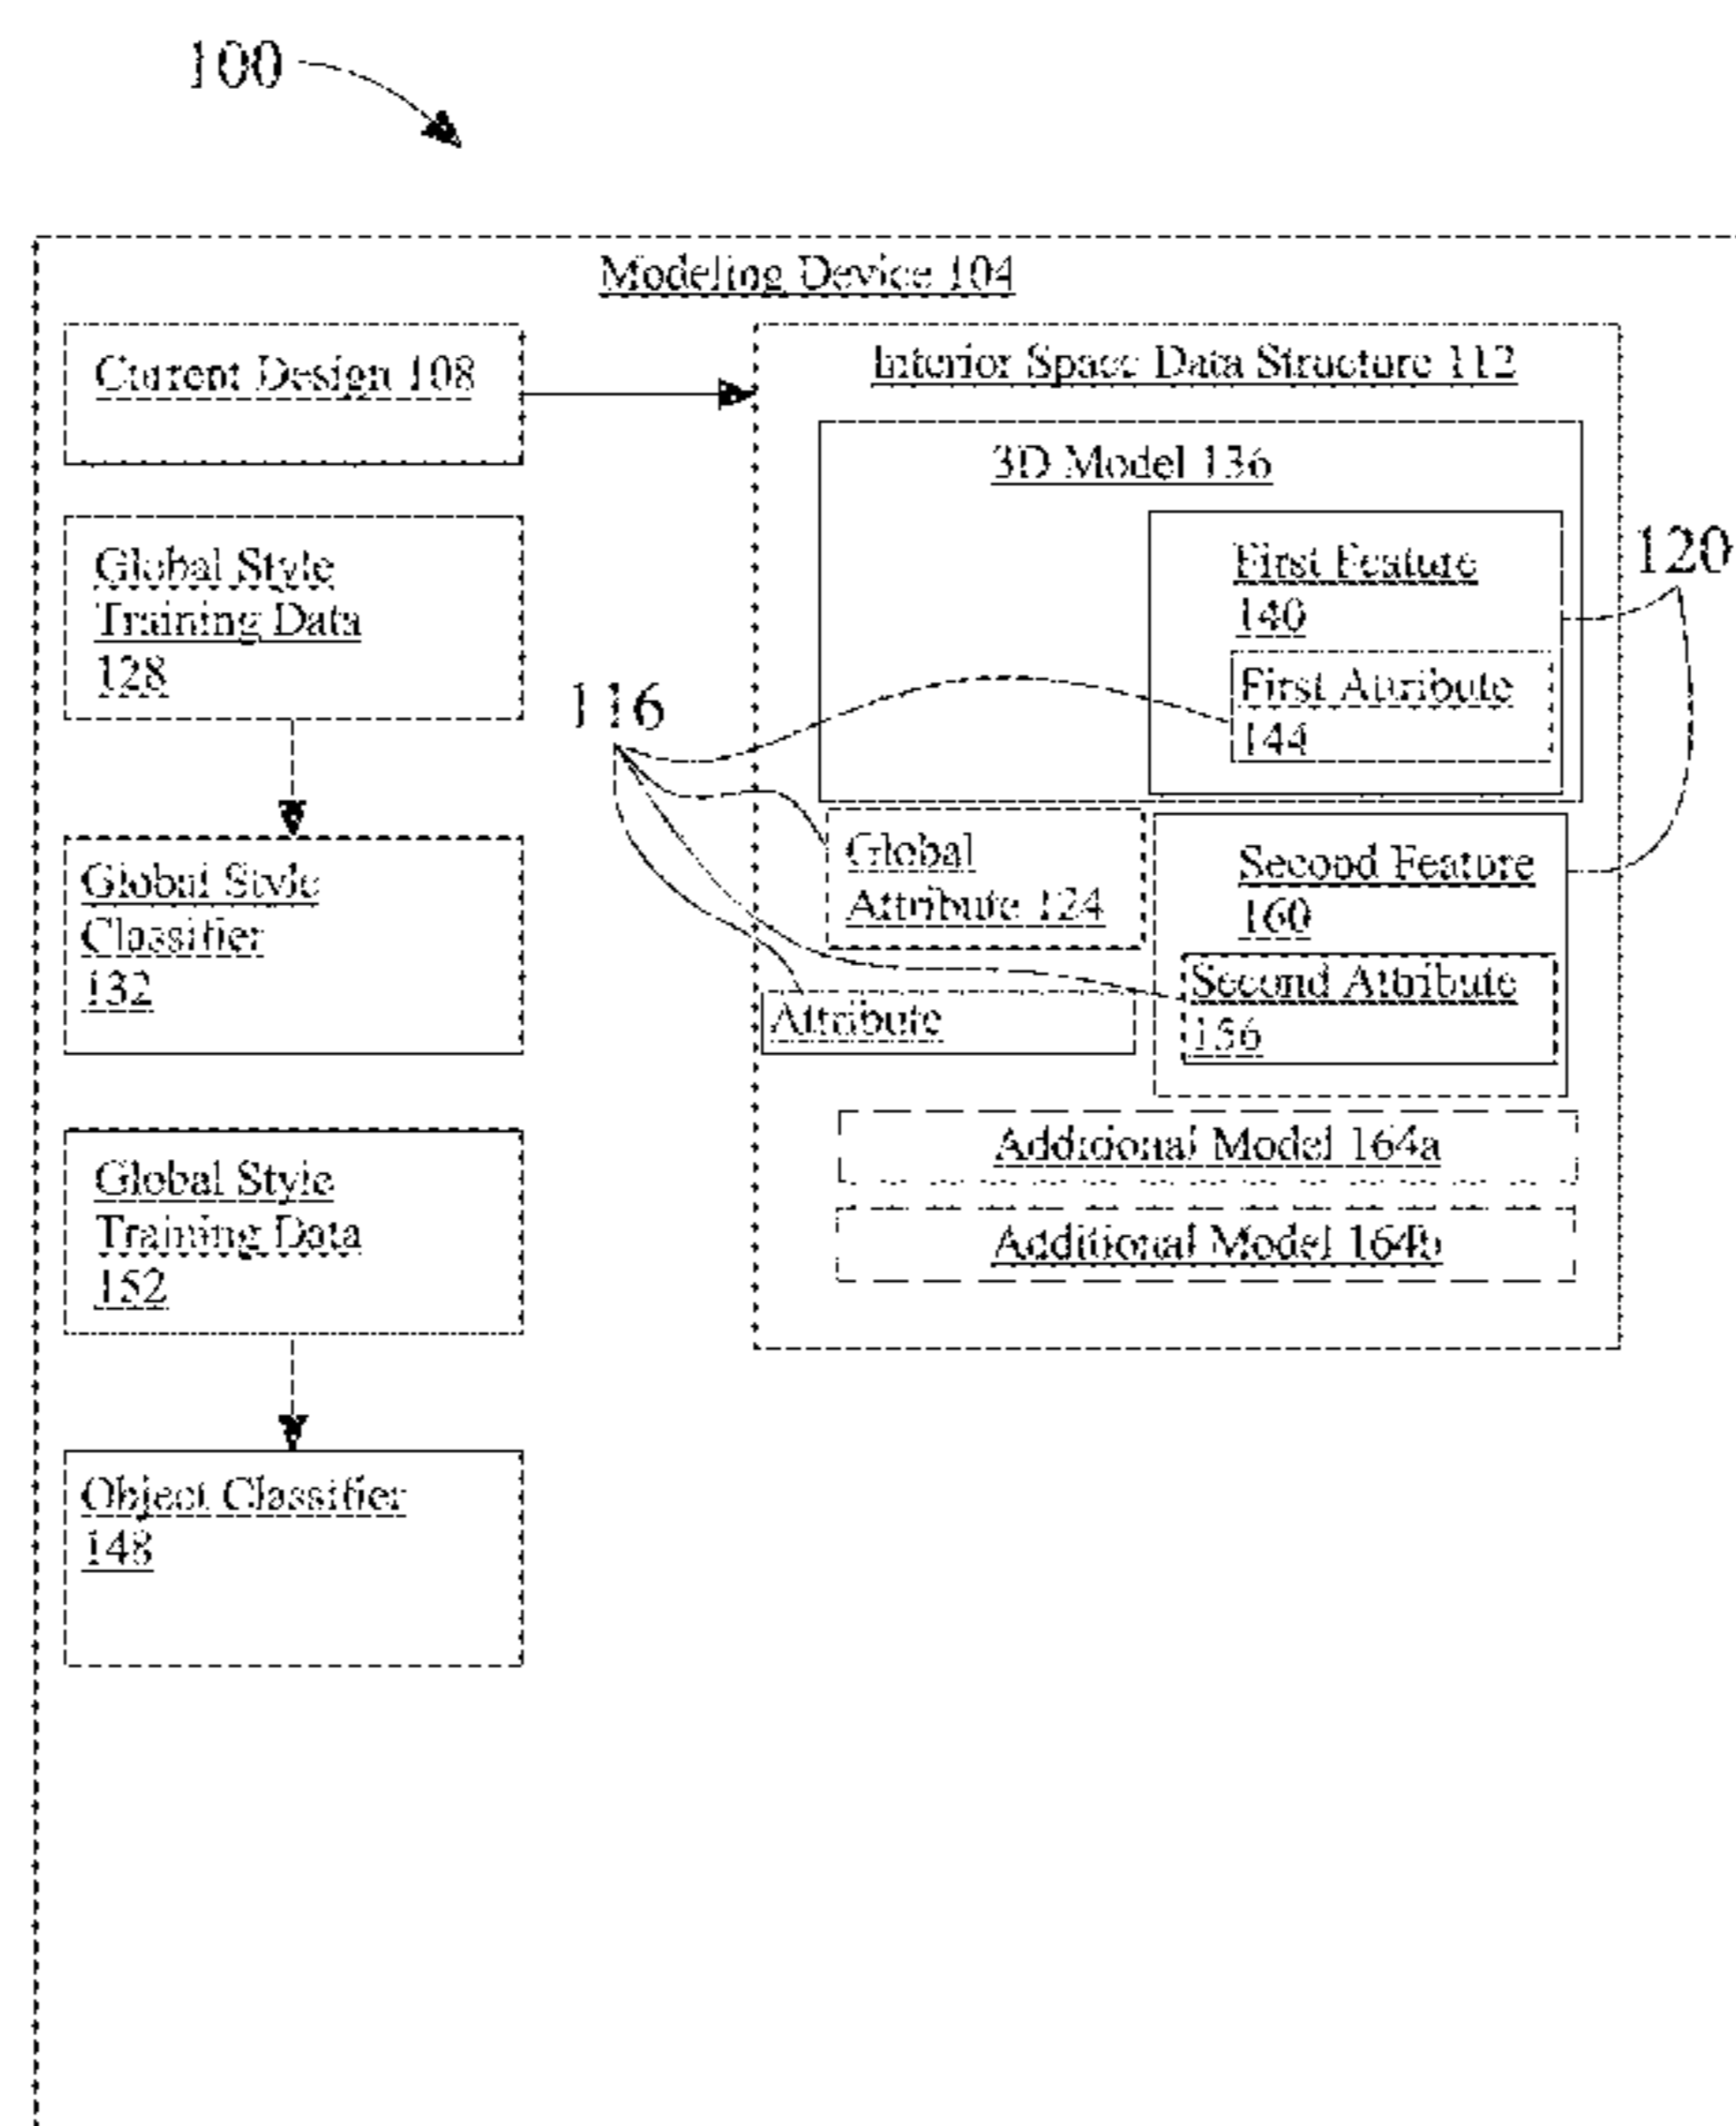 100
Modeling Device 104
Current Design 108
Interior Space Data Structure 112
3D Model 136
Global Style
Training Data
128
First Feature
140
120
First Attribute
144
116
Global Style
Classifier
132
Global
Attribute 124
Second Feature
160
Second Attribute
156
Attribute
Additional Model 164a
Global Style
Training Data
152
Additional Model 164b
Object Classifier
148